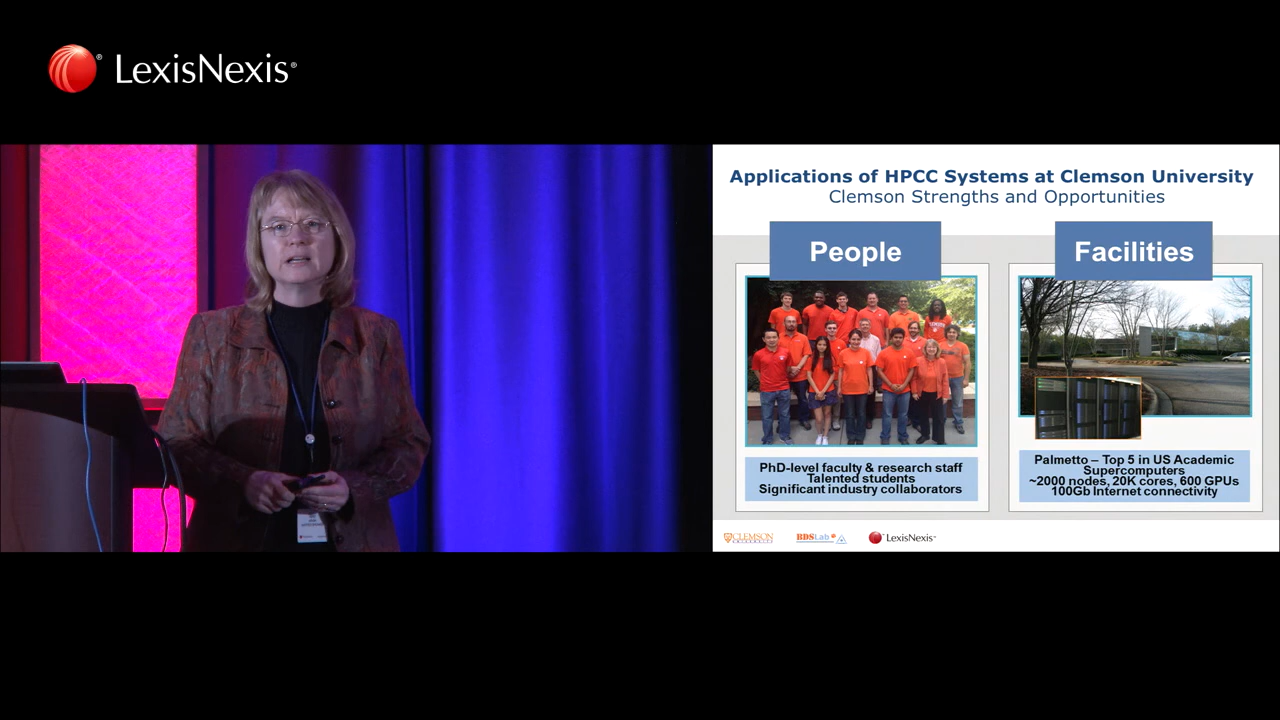 LexisNexis®
Applications of HPCC Systems at Clemson University
Clemson Strengths and Opportunities
People
Facilities
PhD-level faculty & research staff
Talented students
Significant industry collaborators
Palmetto – Top 5 in US Academic
Supercomputers
~2000 nodes, 20K cores, 600 GPUs
100Gb Internet connectivity
CLEMSON
UNIVERSITY
BDSLab
LexisNexis